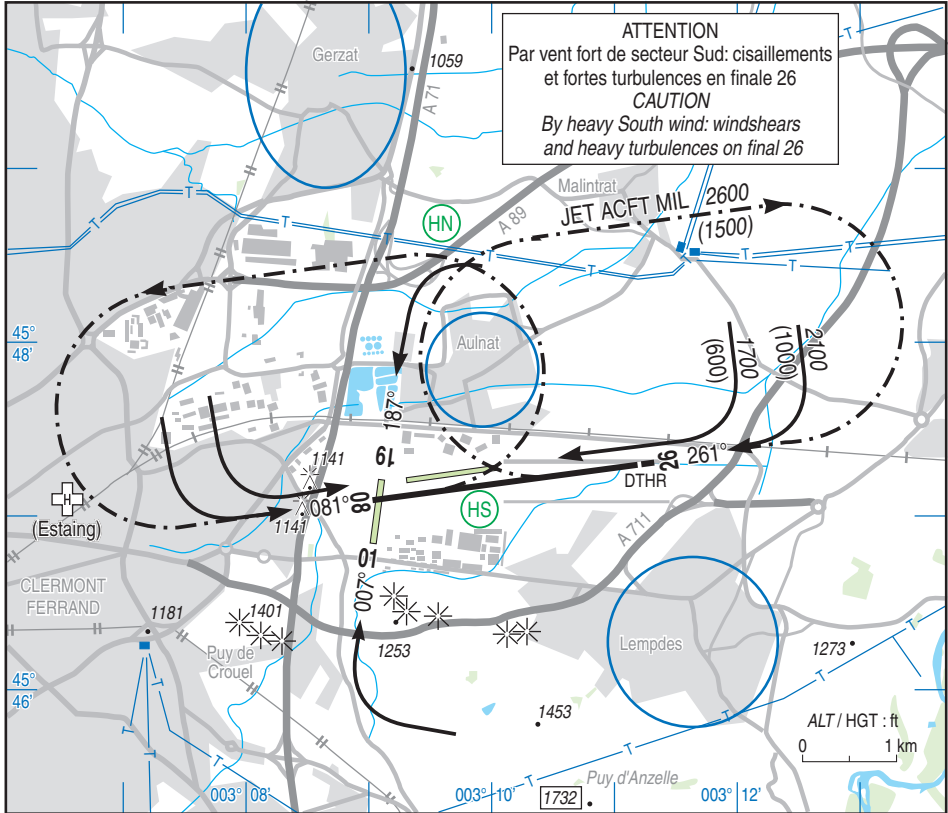 ATTENTION
Par vent fort de secteur Sud: cisaillements
et fortes turbulences en finale 26
CAUTION
By heavy South wind: windshears
and heavy turbulences on final 26
Gerzat
1059
A 71
Malintrat
HN
A 89
JET ACFT MIL 2600
(1500)
T
T
T
T
T
T
T
45°
48'
Aulnat
1 700
(600)
2100
(1000)
187°
19
1141
26
261°
DTHR
081°
08
1141
H
(Estaing)
HS
01
A 711
007°
CLERMONT
FERRAND
1181
1401
Puy de
Crouel
1253
Lempdes
1273
45°
46'
1453
T
T
T
T
T
T
T
T
ALT / HGT : ft
0 1 km
Puy d'Anzelle
1732
003° 08'
003° 10'
003° 12'